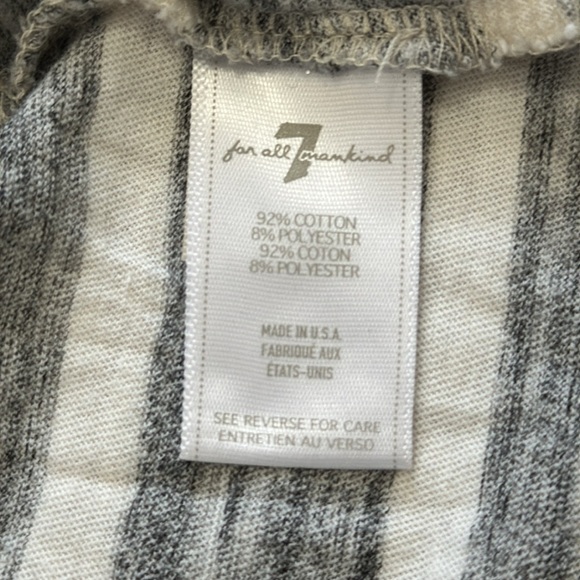 for all 7 mankind
92% COTTON
8% POLYESTER
92% COTON
8% POLYESTER
MADE IN U.S.A.
FABRIQUÉ AUX
ÉTATS-UNIS
SEE REVERSE FOR CARE
ENTRETIEN AU VERSO